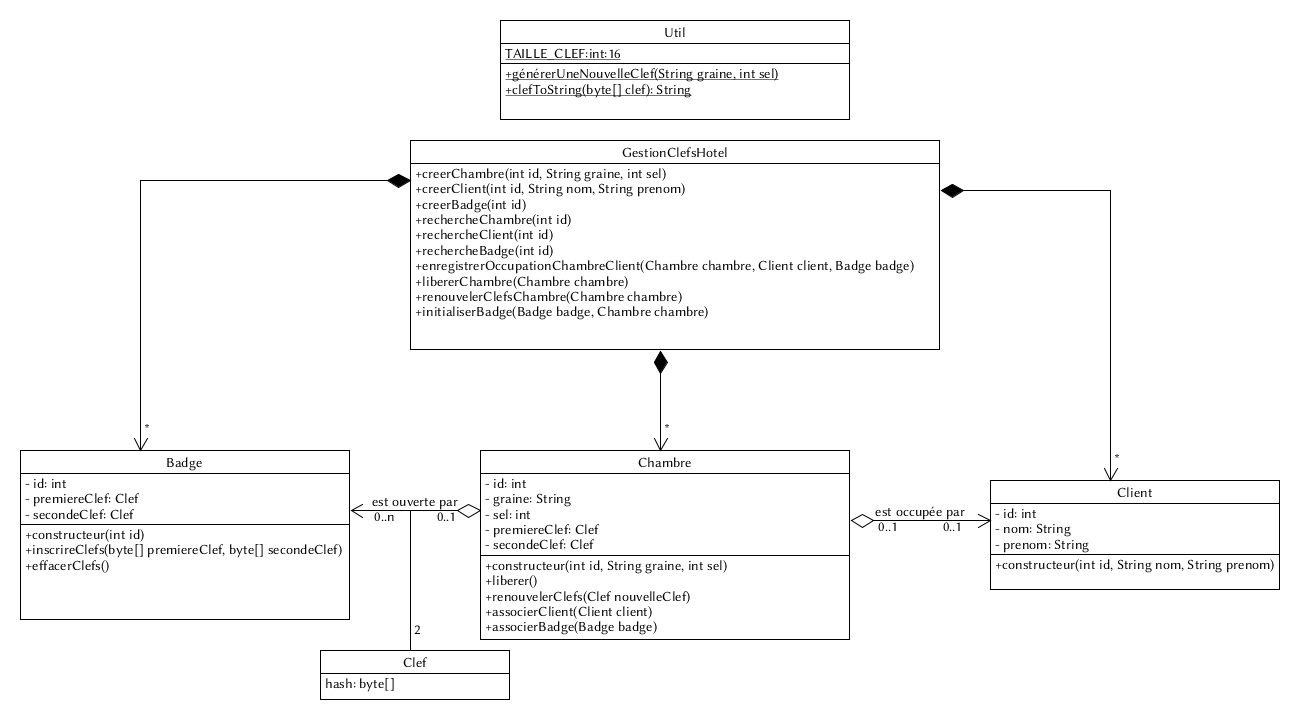 Util
TAILLE_CLEF:int:16
+générerUneNouvelleClef(String graine, int sel)
+clefToString(byte[] clef): String
GestionClefsHotel
+creerChambre(int id, String graine, int sel)
+creerClient(int id, String nom, String prenom)
+creerBadge(int id)
+rechercheChambre(int id)
+rechercheClient(int id)
+rechercheBadge(int id)
+enregistrerOccupationChambreClient(Chambre chambre, Client client, Badge badge)
+libererChambre(Chambre chambre)
+renouvelerClefsChambre(Chambre chambre)
+initialiserBadge(Badge badge, Chambre chambre)
*
*
*
Badge
- id: int
- premiereClef: Clef
- secondeClef: Clef
+constructeur(int id)
+inscrireClefs(byte[] premiereClef, byte[] secondeClef)
+effacerClefs()
est ouverte par
0..n 0..1
Chambre
- id: int
- graine: String
- sel: int
- premiereClef: Clef
- secondeClef: Clef
+constructeur(int id, String graine, int sel)
+liberer()
+renouvelerClefs(Clef nouvelleClef)
+associerClient(Client client)
+associerBadge(Badge badge)
est occupée par
0..1 0..1
Client
- id: int
- nom: String
- prenom: String
+constructeur(int id, String nom, String prenom)
2
Clef
hash: byte[]